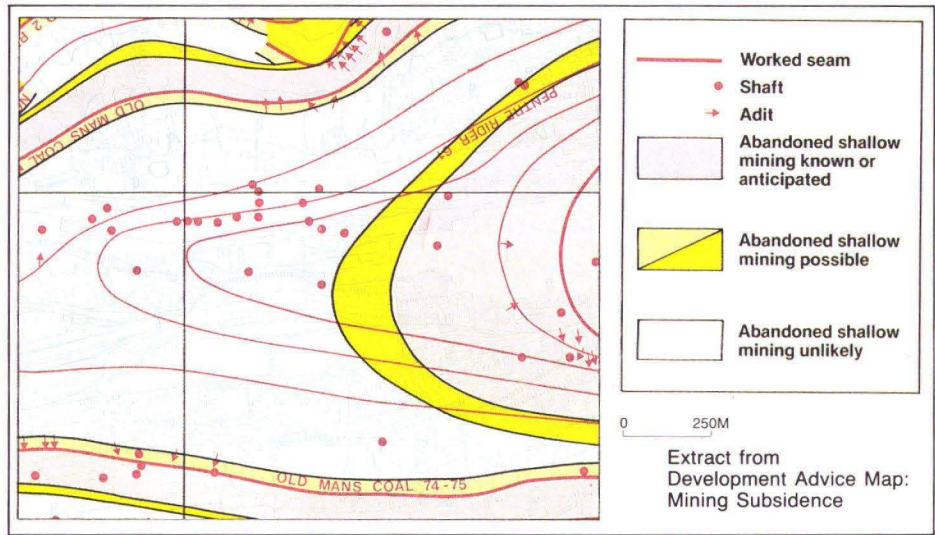 OLD MANS COAL
PENTRE RIDER 61
OLD MANS COAL 74-75
Worked seam
Shaft
Adit
Abandoned shallow
mining known or
anticipated
Abandoned shallow
mining possible
Abandoned shallow
mining unlikely
0 250M
Extract from
Development Advice Map:
Mining Subsidence